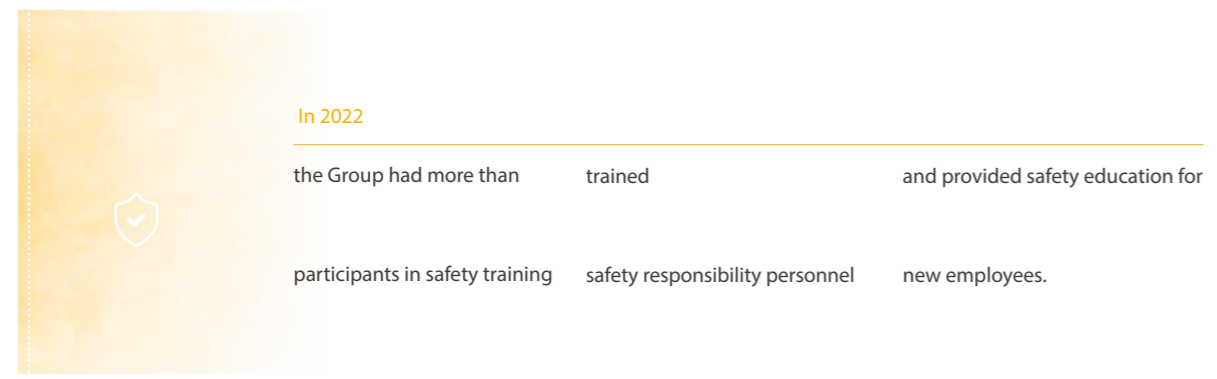 In 2022
the Group had more than
participants in safety training
trained
safety responsibility personnel
and provided safety education for
new employees.